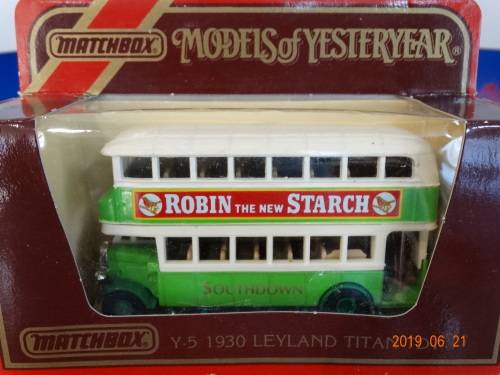 MATCHBOX
MODELS of YESTERYEAR®
ROBIN THE NEW STARCH
SOUTHDOWN
MATCHBOX
Y-5 1930 LEYLAND TITAN
2019 06 21